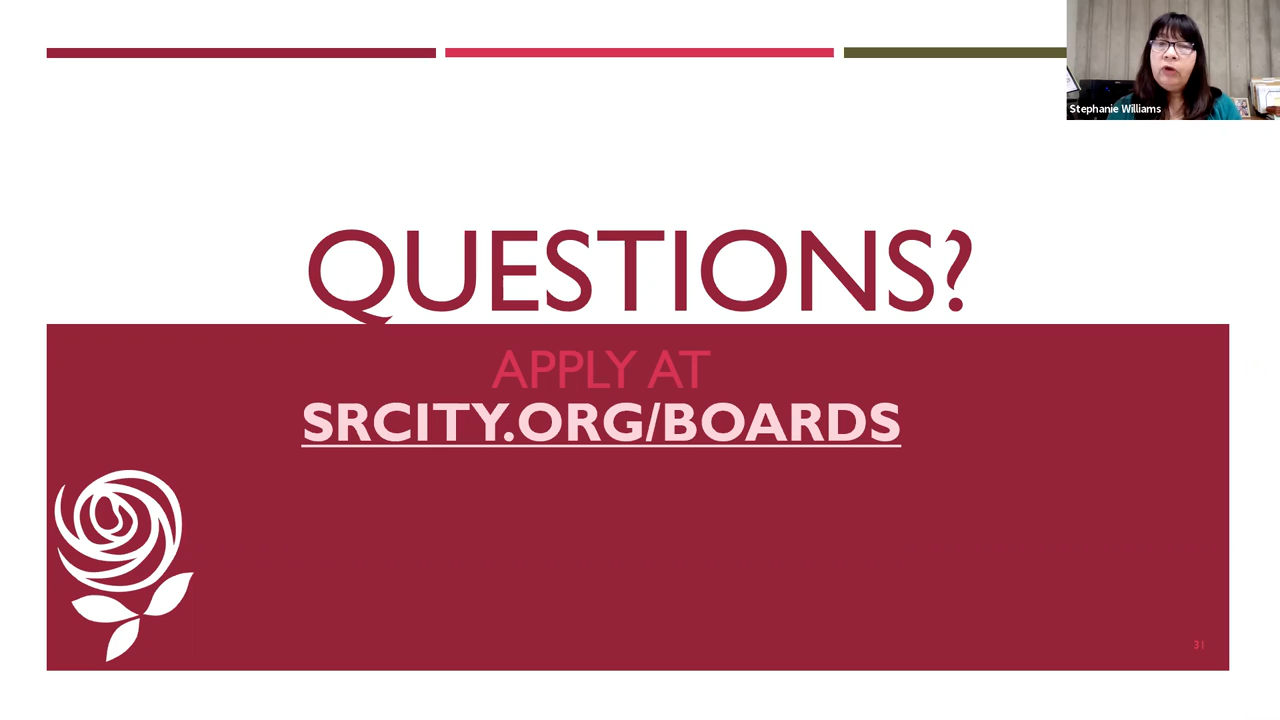 Stephanie Williams
QUESTIONS?
APPLY AT
SRCITY.ORG/BOARDS
31